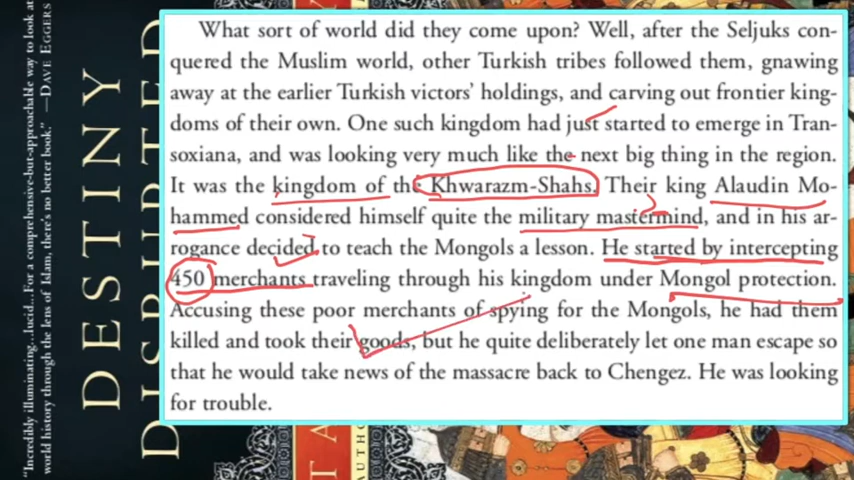 "Incredibly illuminating...lucid...For a comprehensive-but-approachable way to look at
world history through the lens of Islam, there's no better book." —DAVE EGGERS
DESTINY
DISRUPTED
TA
AUTHO
What sort of world did they come upon? Well, after the Seljuks con-
quered the Muslim world, other Turkish tribes followed them, gnawing
away at the earlier Turkish victors' holdings, and carving out frontier king-
doms of their own. One such kingdom had just started to emerge in Tran-
soxiana, and was looking very much like the next big thing in the region.
It was the kingdom of the Khwarazm-Shahs. Their king Alaudin Mo-
hammed considered himself quite the military mastermind, and in his ar-
rogance decided to teach the Mongols a lesson. He started by intercepting
450 merchants traveling through his kingdom under Mongol protection.
Accusing these poor merchants of spying for the Mongols, he had them
killed and took their goods, but he quite deliberately let one man escape so
that he would take news of the massacre back to Chengez. He was looking
for trouble.